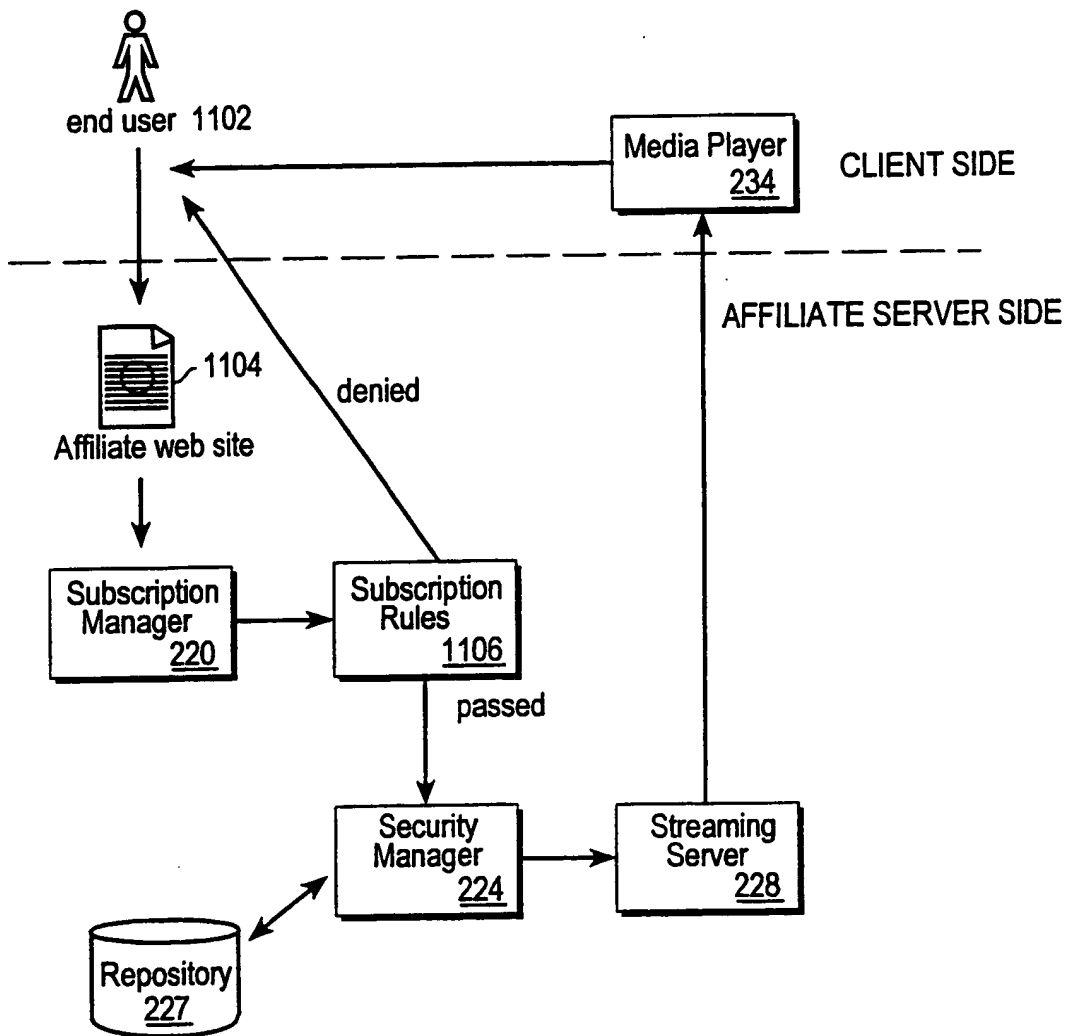 end user 1102
Media Player
234
CLIENT SIDE
AFFILIATE SERVER SIDE
1104
Affiliate web site
denied
Subscription
Manager
220
Subscription
Rules
1106
passed
Security
Manager
224
Streaming
Server
228
Repository
227